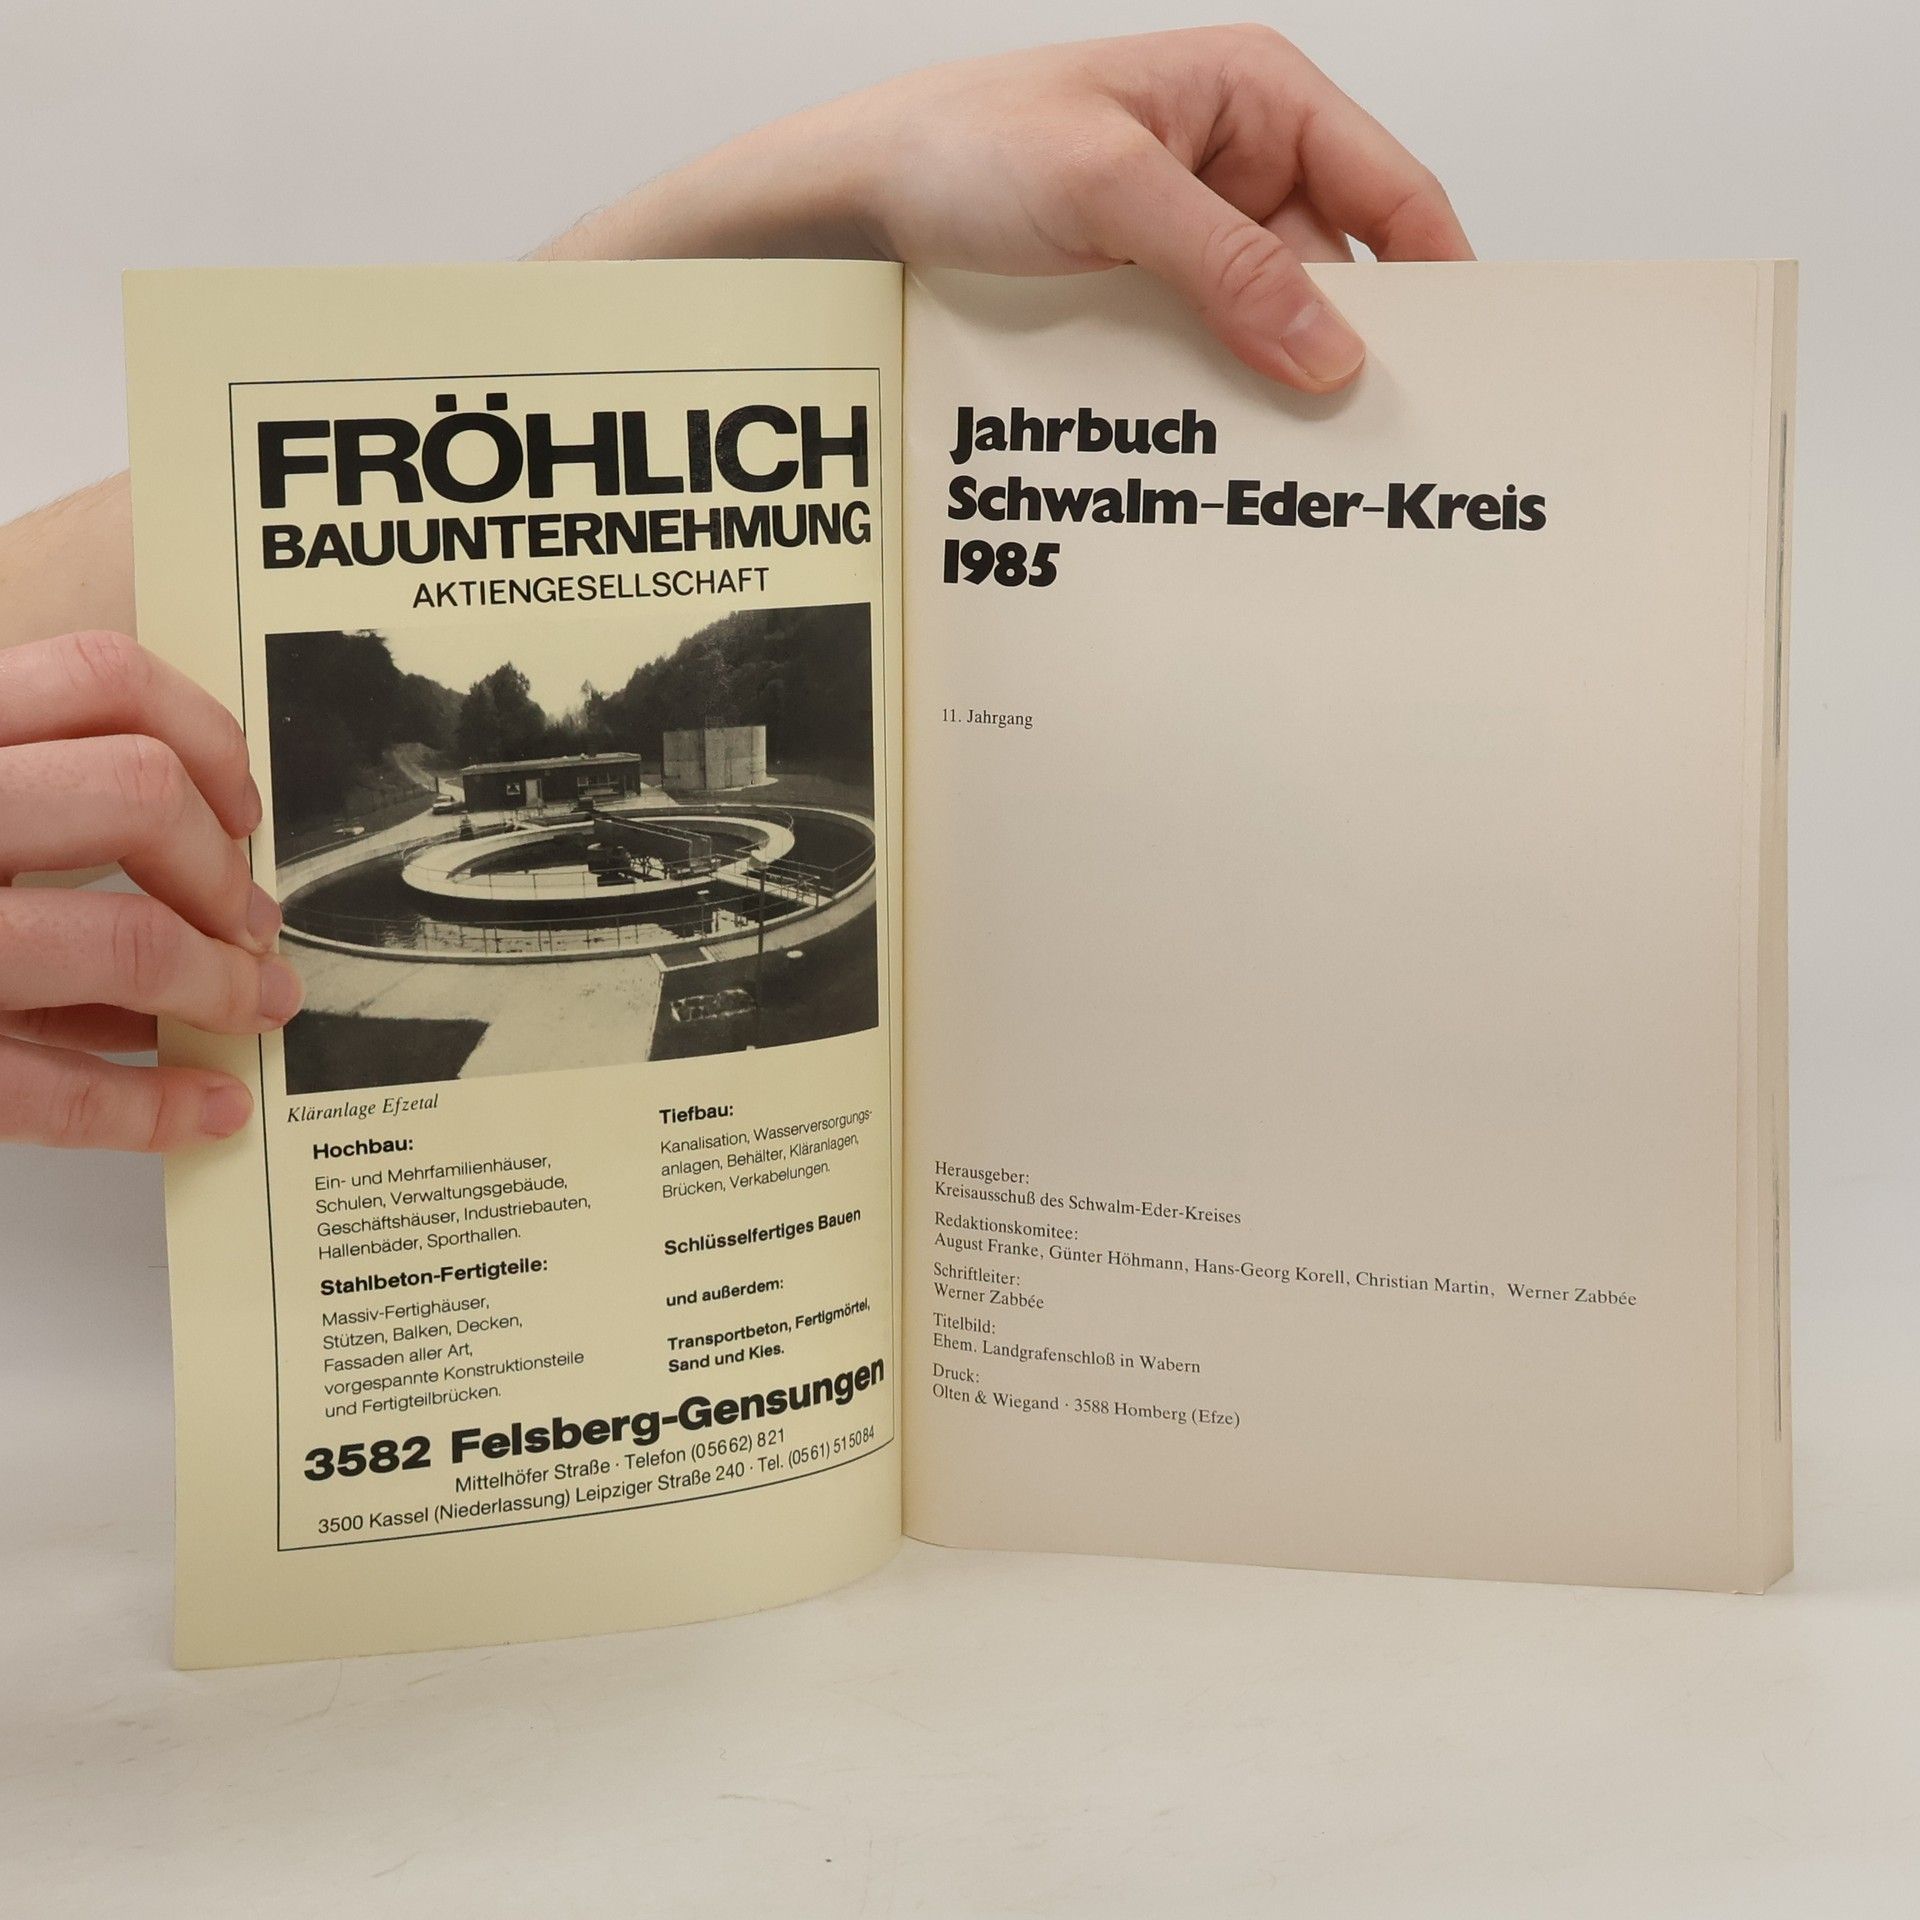 FRÖHLICH
BAUUNTERNEHMUNG
AKTIENGESELLSCHAFT
Kläranlage Efzetal
Hochbau:
Ein- und Mehrfamilienhäuser,
Schulen, Verwaltungsgebäude,
Geschäftshäuser, Industriebauten,
Hallenbäder, Sporthallen.
Stahlbeton-Fertigteile:
Massiv-Fertighäuser,
Stützen, Balken, Decken,
Fassaden aller Art,
vorgespannte Konstruktionsteile
und Fertigteilbrücken.
Tiefbau:
Kanalisation, Wasserversorgungs-
anlagen, Behälter, Kläranlagen,
Brücken, Verkabelungen.
Schlüsselfertiges Bauen
und außerdem:
Transportbeton, Fertigmörtel,
Sand und Kies.
3582 Felsberg-Gensungen
Mittelhöfer Straße · Telefon (05662) 821
3500 Kassel (Niederlassung) Leipziger Straße 240 · Tel. (0561) 515084
Jahrbuch
Schwalm-Eder-Kreis
1985
11. Jahrgang
Herausgeber:
Kreisausschuß des Schwalm-Eder-Kreises
Redaktionskomitee:
August Franke, Günter Höhmann, Hans-Georg Korell, Christian Martin, Werner Zabbée
Schriftleiter:
Werner Zabbée
Titelbild:
Ehem. Landgrafenschloß in Wabern
Druck:
Olten & Wiegand · 3588 Homberg (Efze)